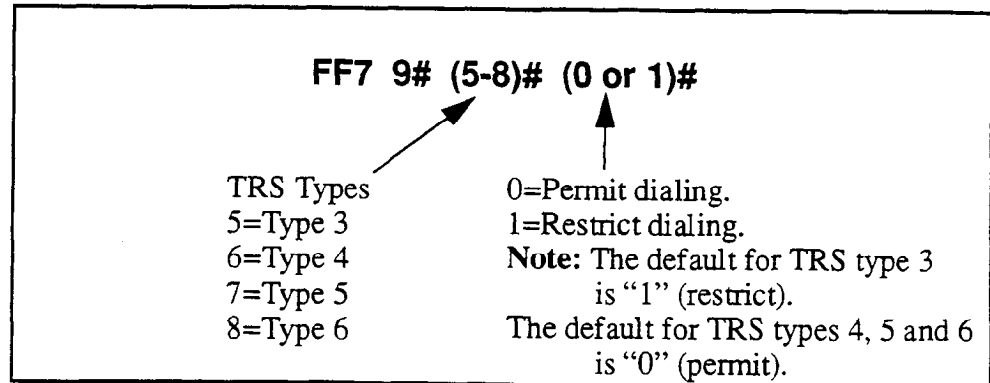 FF7 9# (5-8)# (0 or 1)#
TRS Types
5=Type 3
6=Type 4
7=Type 5
8=Type 6
0=Permit dialing.
1=Restrict dialing.
Note: The default for TRS type 3
is “1” (restrict).
The default for TRS types 4, 5 and 6
is “0” (permit).